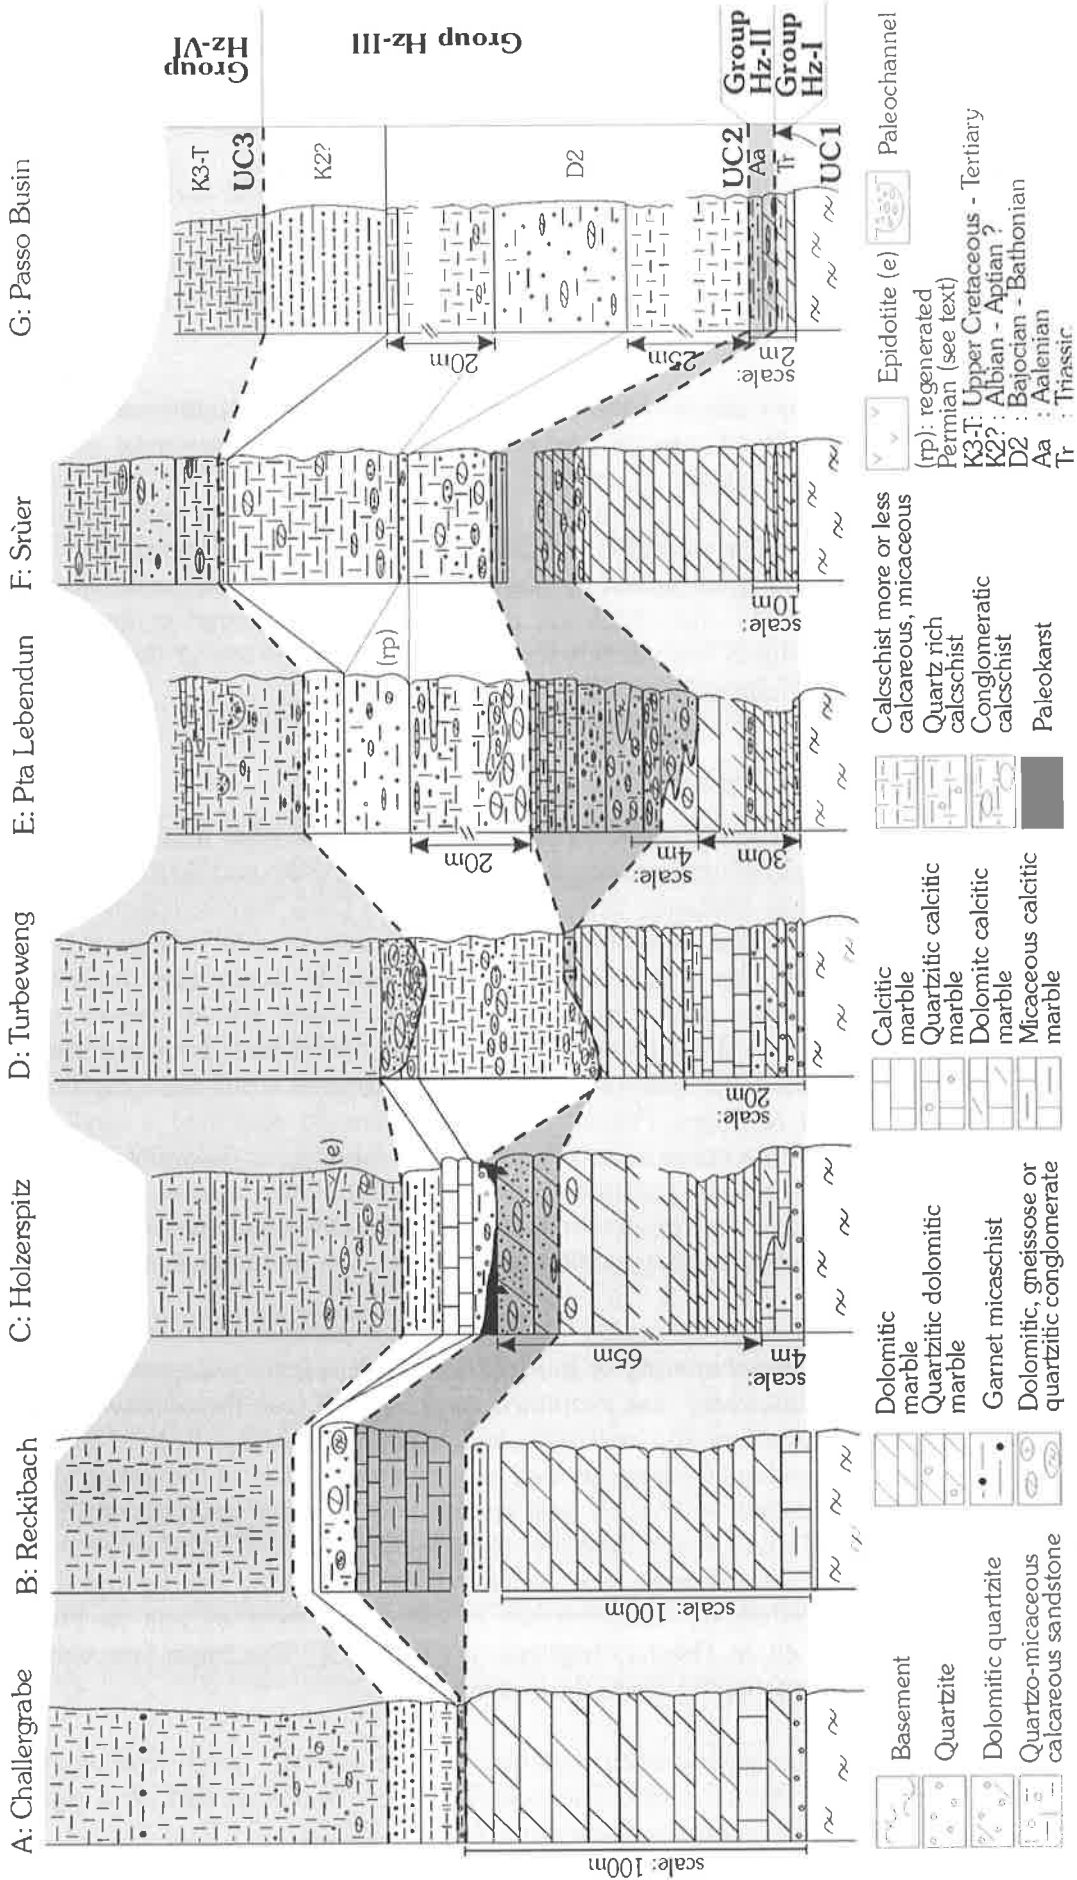 A: Challergrabe
B: Reckibach
C: Holzerspitz
D: Turbeweng
E: Pta Lebendun
F: Srùer
G: Passo Busin
Group
Hz-VI
Group Hz-III
Group
Hz-II
Group
Hz-I
K3-T
UC3
K2?
D2
UC2
Aa
Tr
UC1
(e)
(rp)
scale: 100m
scale: 100m
65m
scale:
4m
scale:
20m
20m
scale:
4m
30m
scale:
10m
20m
25m
scale:
2m
Basement
Quartzite
Dolomitic quartzite
Quartzo-micaceous
calcareous sandstone
Dolomitic
marble
Quartzitic dolomitic
marble
Garnet micaschist
Dolomitic, gneissose or
quartzitic conglomerate
Calcitic
marble
Quartzitic calcitic
marble
Dolomitc calcitic
marble
Micaceous calcitic
marble
Calcschist more or less
calcareous, micaceous
Quartz rich
calcschist
Conglomeratic
calcschist
Paleokarst
Epidotite (e)
Paleochannel
(rp): regenerated
Permian (see text)
K3-T: Upper Cretaceous - Tertiary
K2? : Albian - Aptian ?
D2 : Bajocian - Bathonian
Aa : Aalenian
Tr : Triassic